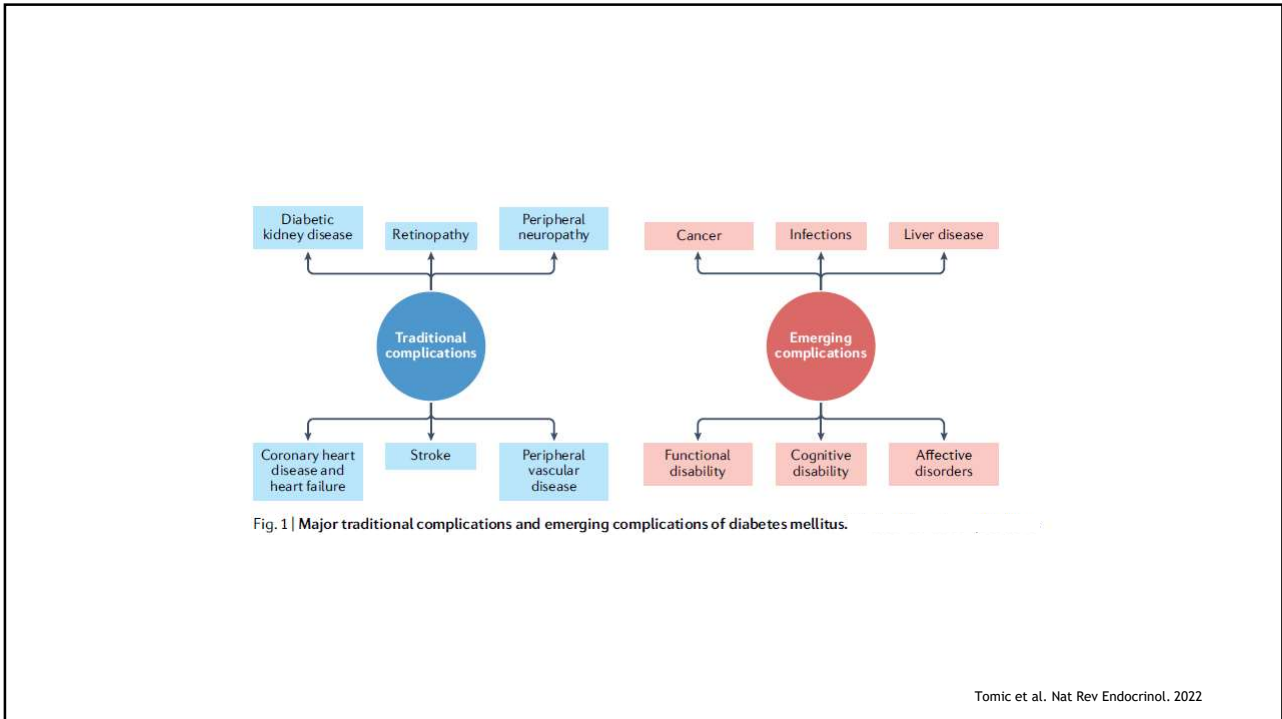 Diabetic
kidney disease
Retinopathy
Peripheral
neuropathy
Cancer
Infections
Liver disease
Traditional
complications
Emerging
complications
Coronary heart
disease and
heart failure
Stroke
Peripheral
vascular
disease
Functional
disability
Cognitive
disability
Affective
disorders
Fig. 1 | Major traditional complications and emerging complications of diabetes mellitus.
Tomic et al. Nat Rev Endocrinol. 2022